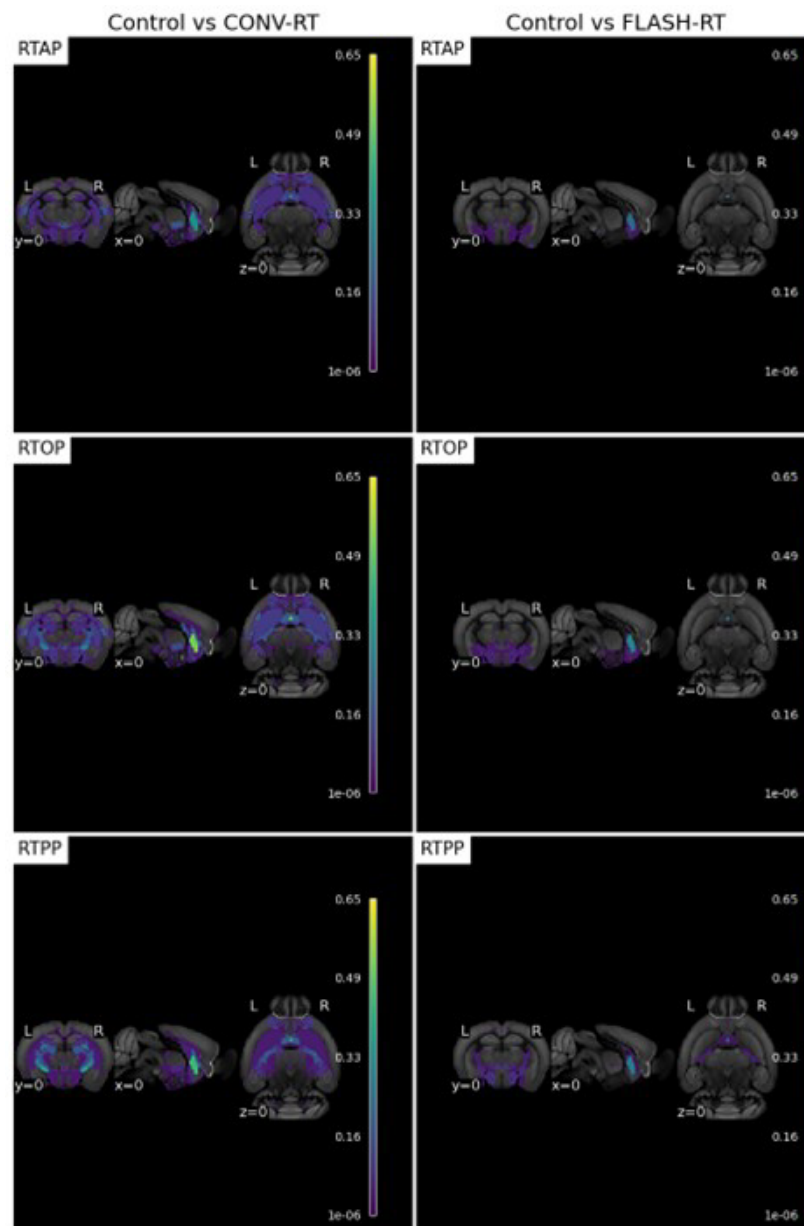 Control vs CONV-RT
Control vs FLASH-RT
RTAP
0.65
0.49
L R
L R
0.33
y=0 x=0
z=0
0.16
1e-06
RTAP
0.65
0.49
L R
L R
0.33
y=0 x=0
z=0
0.16
1e-06
RTOP
0.65
0.49
L R
L R
0.33
y=0 x=0
z=0
0.16
1e-06
RTOP
0.65
0.49
L R
L R
0.33
y=0 x=0
z=0
0.16
1e-06
RTPP
0.65
0.49
L R
L R
0.33
y=0 x=0
z=0
0.16
1e-06
RTPP
0.65
0.49
L R
L R
0.33
y=0 x=0
z=0
0.16
1e-06